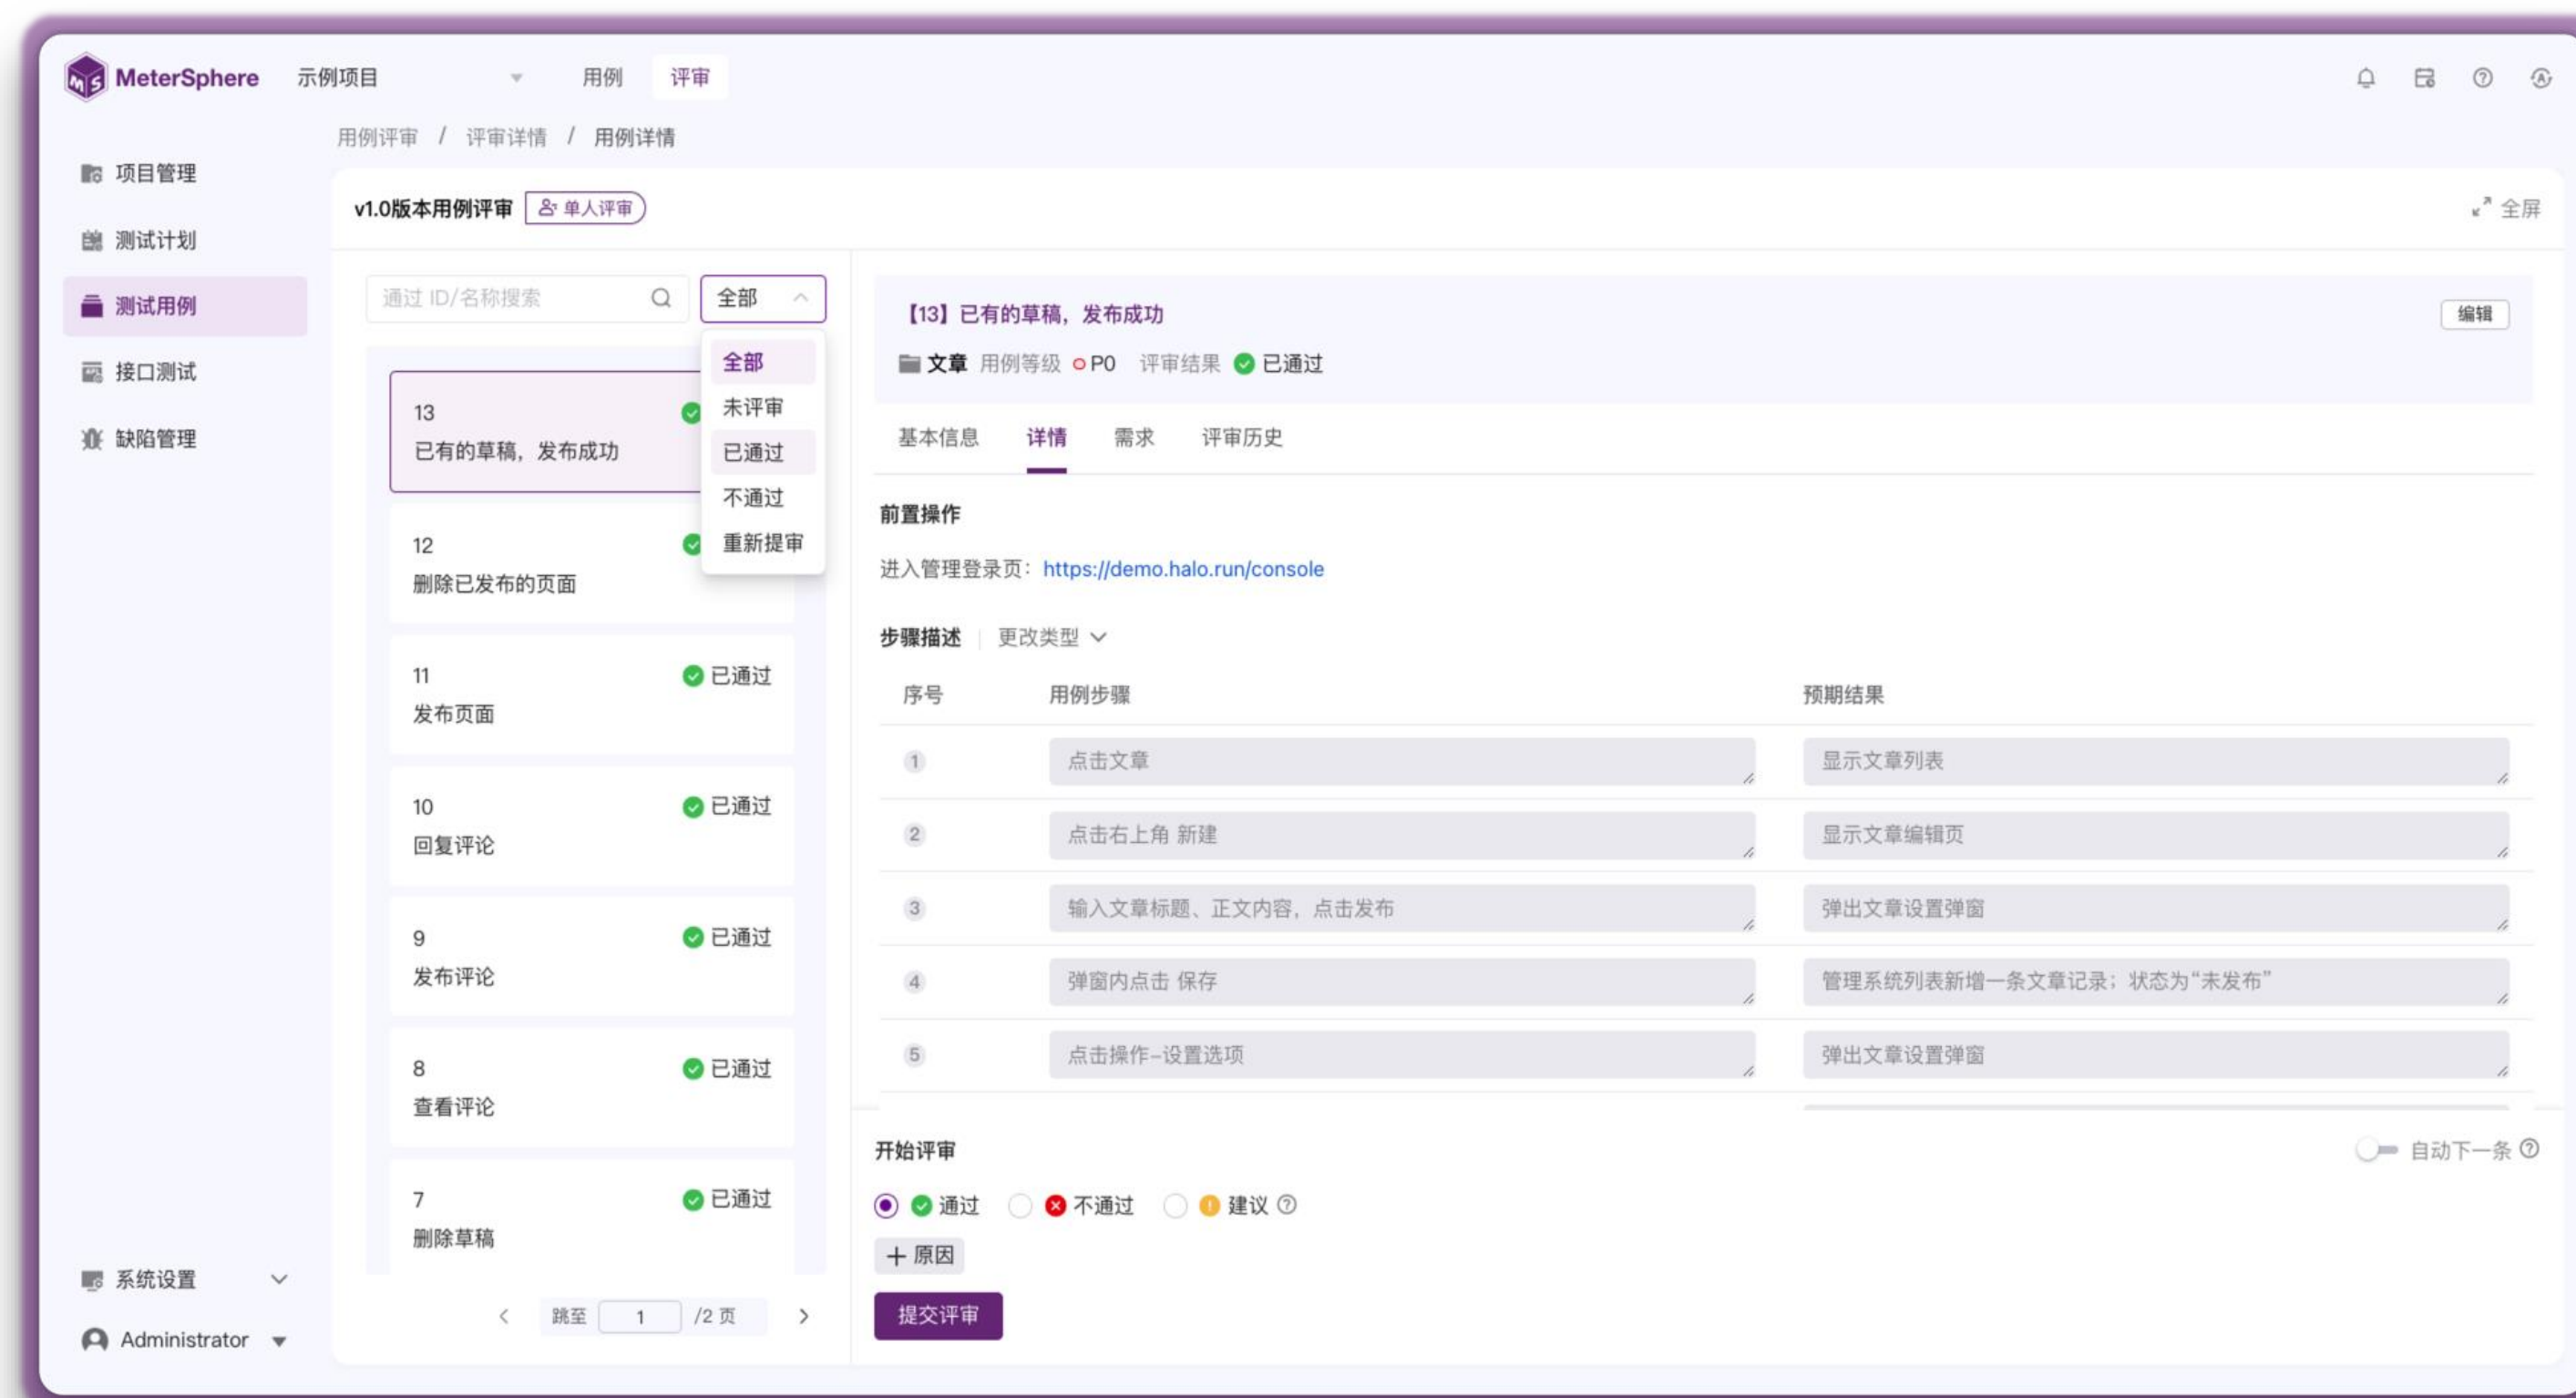 MeterSphere 示例项目 用例 评审
用例评审 / 评审详情 / 用例详情
项目管理
测试计划
测试用例
接口测试
缺陷管理
系统设置
Administrator
v1.0版本用例评审 单人评审
全屏
通过 ID/名称搜索 全部
全部
未评审
已通过
不通过
重新提审
13
已有的草稿，发布成功
12
删除已发布的页面
11 已通过
发布页面
10 已通过
回复评论
9 已通过
发布评论
8 已通过
查看评论
7 已通过
删除草稿
跳至 1 /2 页
【13】已有的草稿，发布成功 编辑
文章 用例等级 P0 评审结果 已通过
基本信息 详情 需求 评审历史
前置操作
进入管理登录页：https://demo.halo.run/console
步骤描述 更改类型
序号 用例步骤 预期结果
1 点击文章 显示文章列表
2 点击右上角 新建 显示文章编辑页
3 输入文章标题、正文内容，点击发布 弹出文章设置弹窗
4 弹窗内点击 保存 管理系统列表新增一条文章记录；状态为“未发布”
5 点击操作-设置选项 弹出文章设置弹窗
开始评审 自动下一条
通过 不通过 建议
原因
提交评审